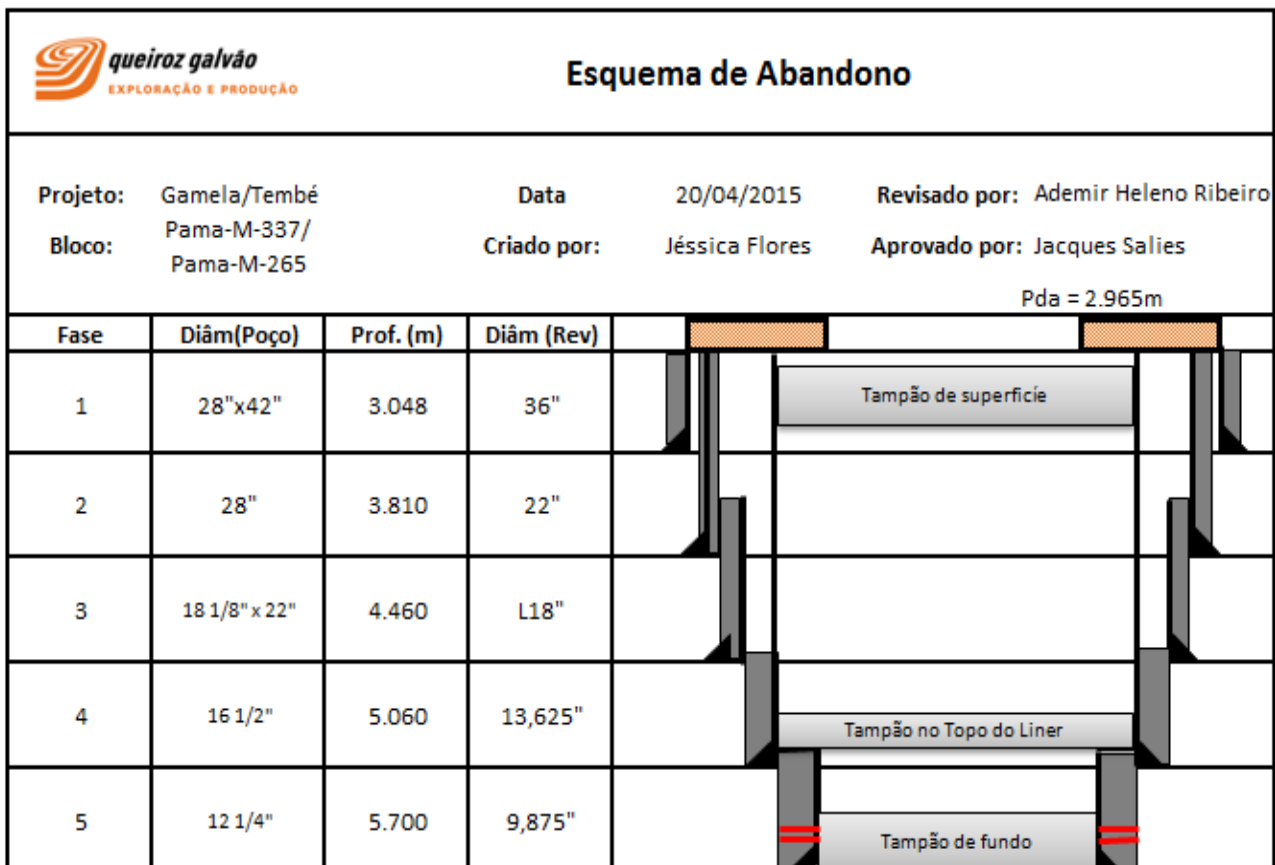 queiroz galvão
EXPLORAÇÃO E PRODUÇÃO
Esquema de Abandono
Projeto: Gamela/Tembé Data 20/04/2015 Revisado por: Ademir Heleno Ribeiro
Bloco: Pama-M-337/ Pama-M-265 Criado por: Jéssica Flores Aprovado por: Jacques Salies
Pda = 2.965m
Fase Diâm(Poço) Prof. (m) Diâm (Rev)
1 28"x42" 3.048 36" Tampão de superficíe
2 28" 3.810 22"
3 18 1/8" x 22" 4.460 L18"
4 16 1/2" 5.060 13,625" Tampão no Topo do Liner
5 12 1/4" 5.700 9,875" Tampão de fundo